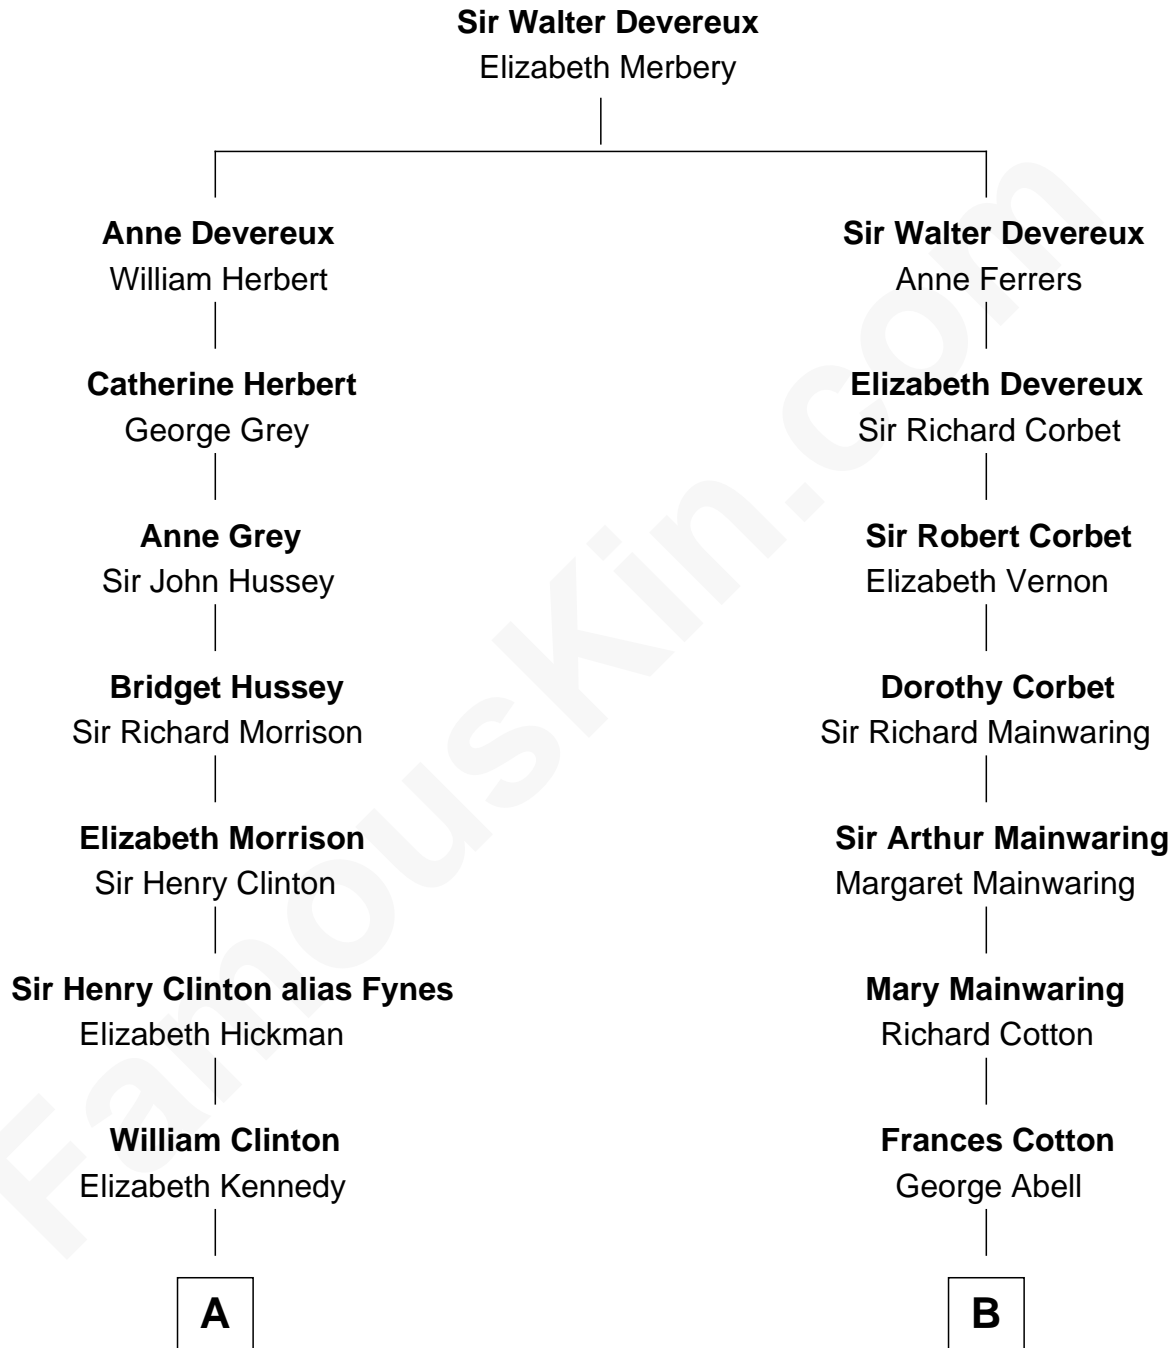 Sir Walter Devereux
Elizabeth Merbery
Anne Devereux
William Herbert
Sir Walter Devereux
Anne Ferrers
Catherine Herbert
George Grey
Elizabeth Devereux
Sir Richard Corbet
Anne Grey
Sir John Hussey
Sir Robert Corbet
Elizabeth Vernon
Bridget Hussey
Sir Richard Morrison
Dorothy Corbet
Sir Richard Mainwaring
Elizabeth Morrison
Sir Henry Clinton
Sir Arthur Mainwaring
Margaret Mainwaring
Sir Henry Clinton alias Fynes
Elizabeth Hickman
Mary Mainwaring
Richard Cotton
William Clinton
Elizabeth Kennedy
Frances Cotton
George Abell
A
B
FamousKin.com